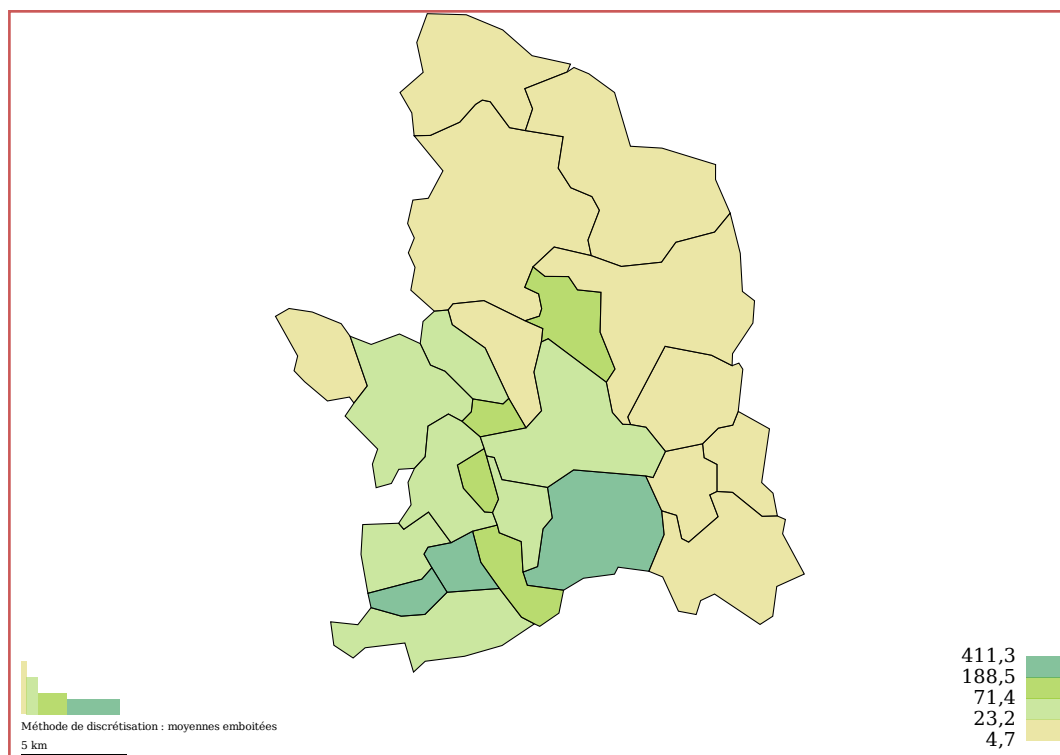 411,3
188,5
71,4
23,2
4,7
Méthode de discrétisation : moyennes emboitées
5 km